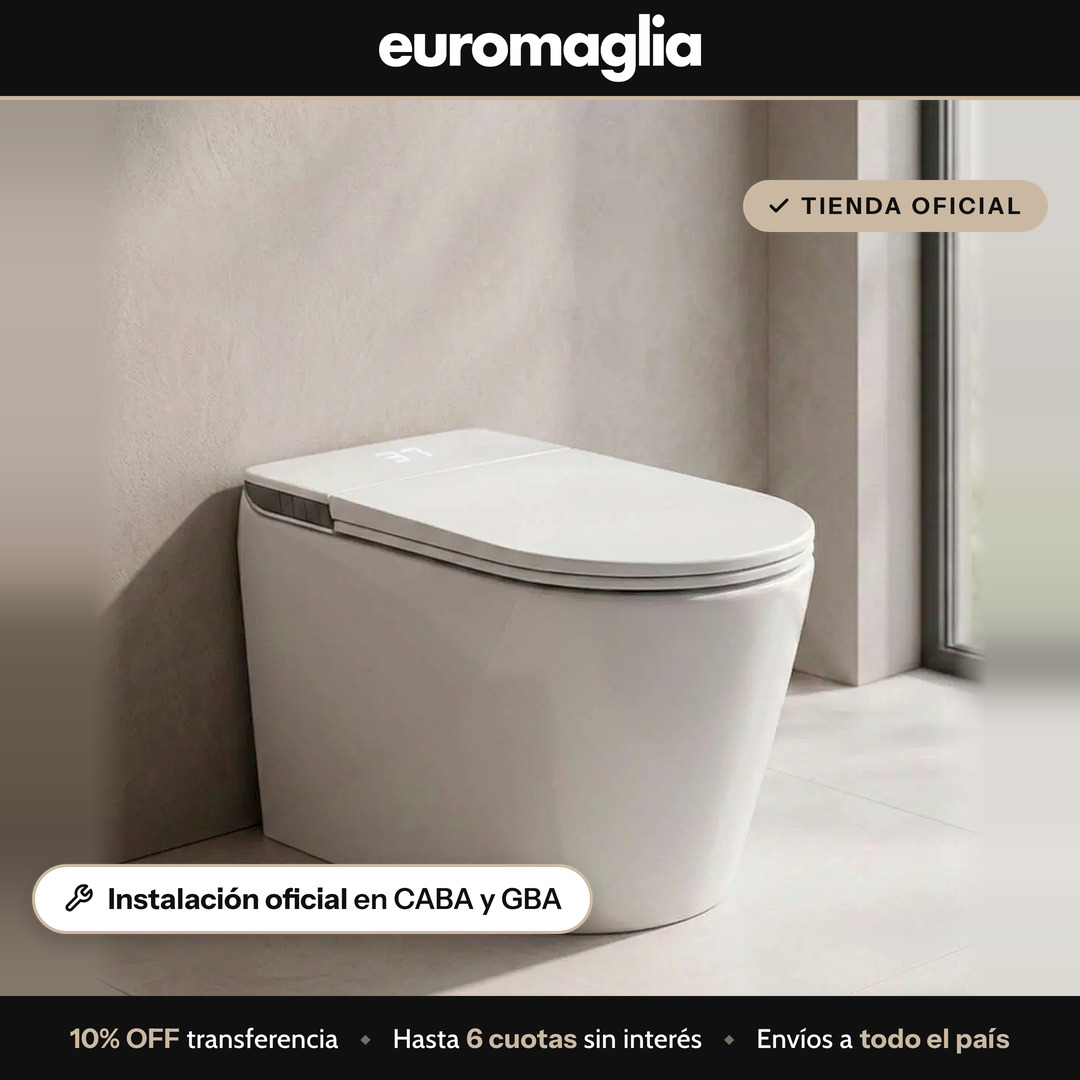 euromaglia
✓ TIENDA OFICIAL
37
Instalación oficial en CABA y GBA
10% OFF transferencia ◆ Hasta 6 cuotas sin interés ◆ Envíos a todo el país